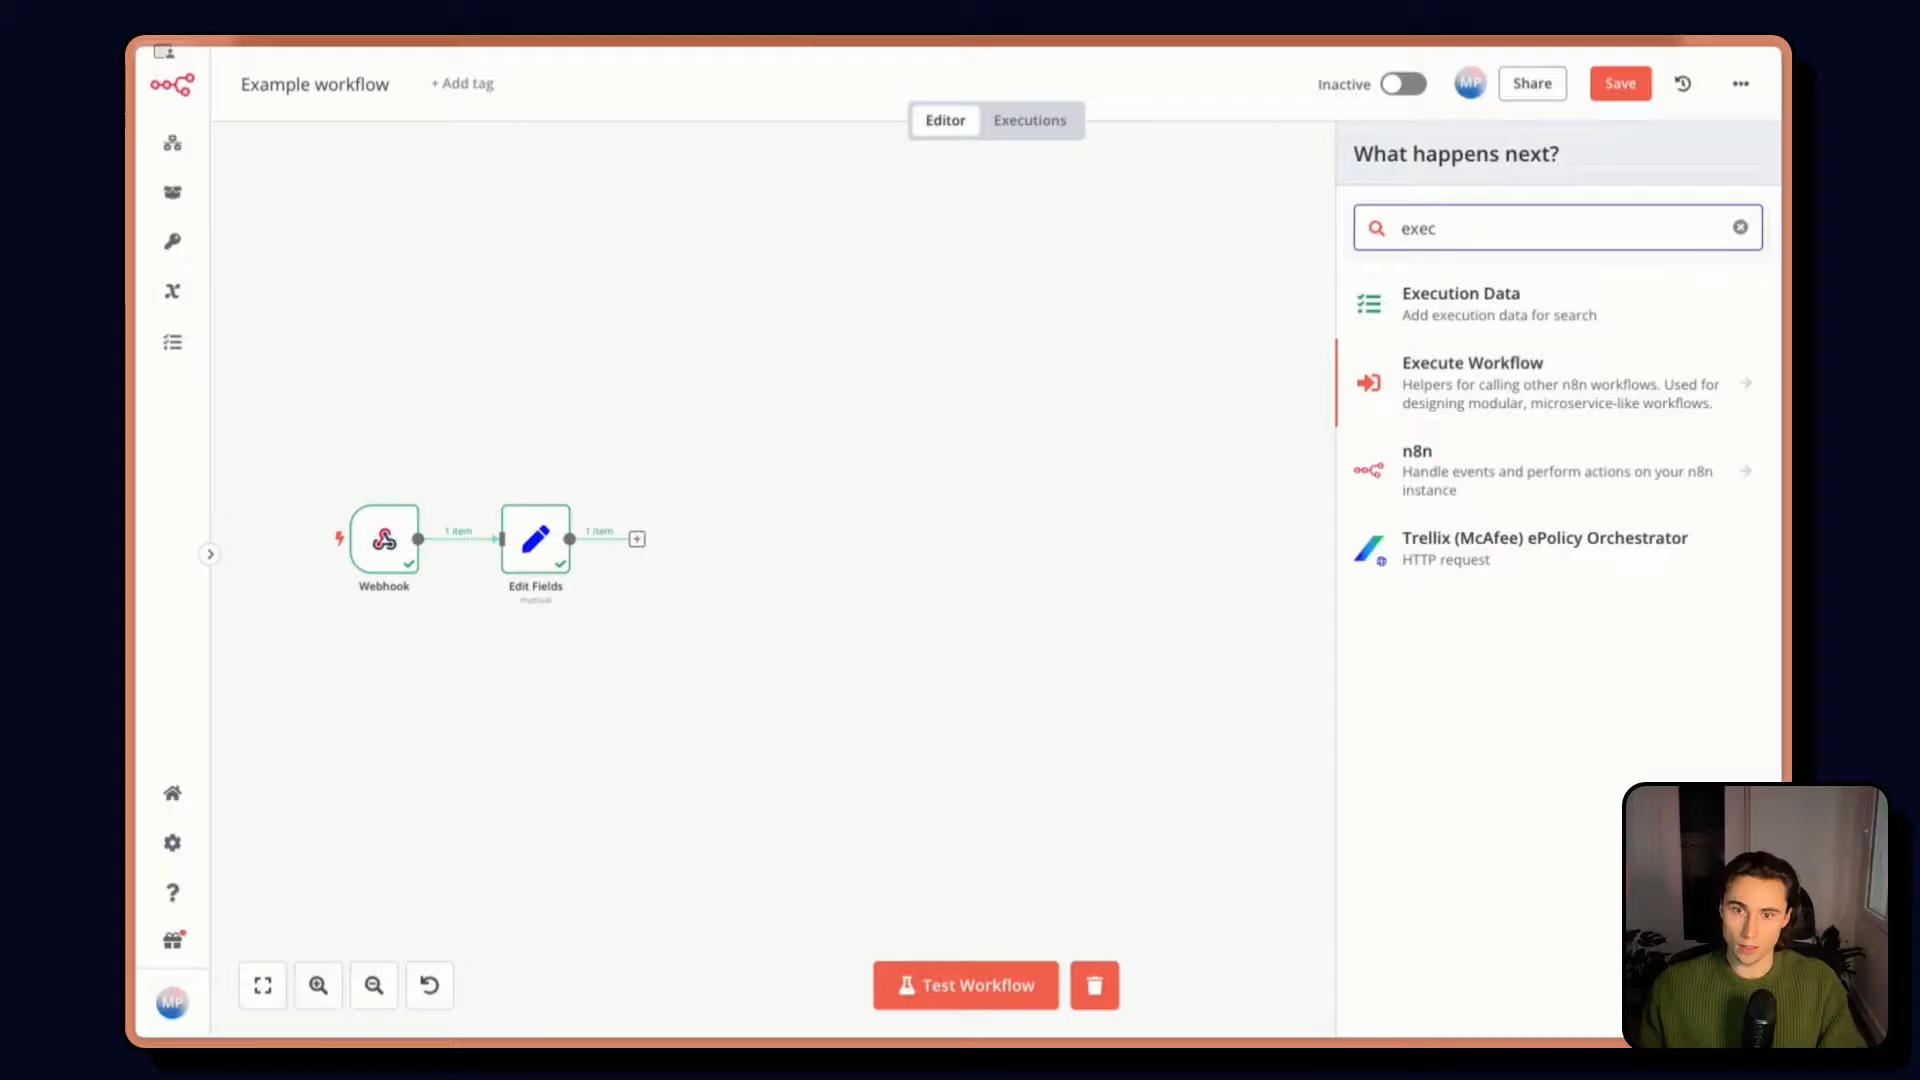 Example workflow
+ Add tag
Inactive
MP
Share
Save
Editor
Executions
What happens next?
exec
Execution Data
Add execution data for search
Execute Workflow
Helpers for calling other n8n workflows. Used for
designing modular, microservice-like workflows.
n8n
Handle events and perform actions on your n8n
instance
Trellix (McAfee) ePolicy Orchestrator
HTTP request
1 item
1 item
Webhook
Edit Fields
manual
Test Workflow
MP